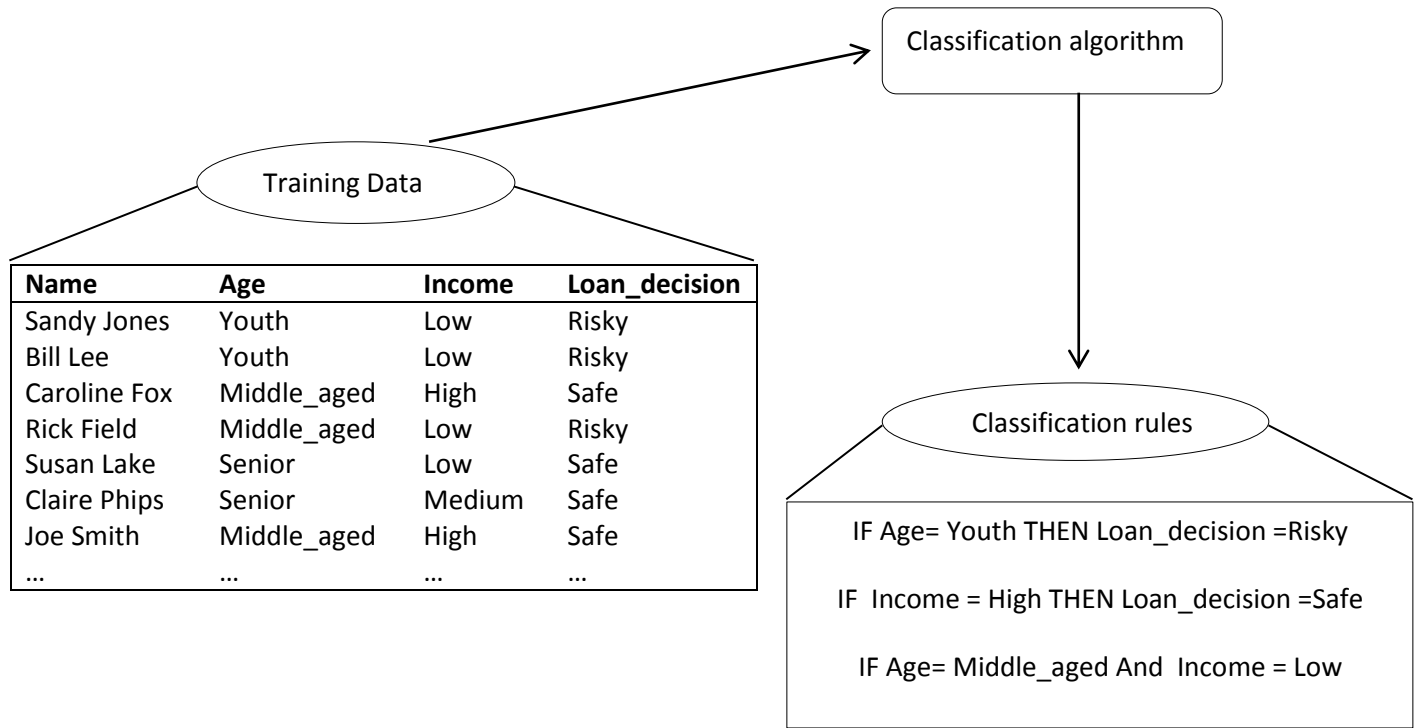 Classification algorithm
Training Data
Name Age Income Loan_decision
Sandy Jones Youth Low Risky
Bill Lee Youth Low Risky
Caroline Fox Middle_aged High Safe
Rick Field Middle_aged Low Risky
Susan Lake Senior Low Safe
Claire Phips Senior Medium Safe
Joe Smith Middle_aged High Safe
... ... ... ...
Classification rules
IF Age= Youth THEN Loan_decision =Risky
IF Income = High THEN Loan_decision =Safe
IF Age= Middle_aged And Income = Low